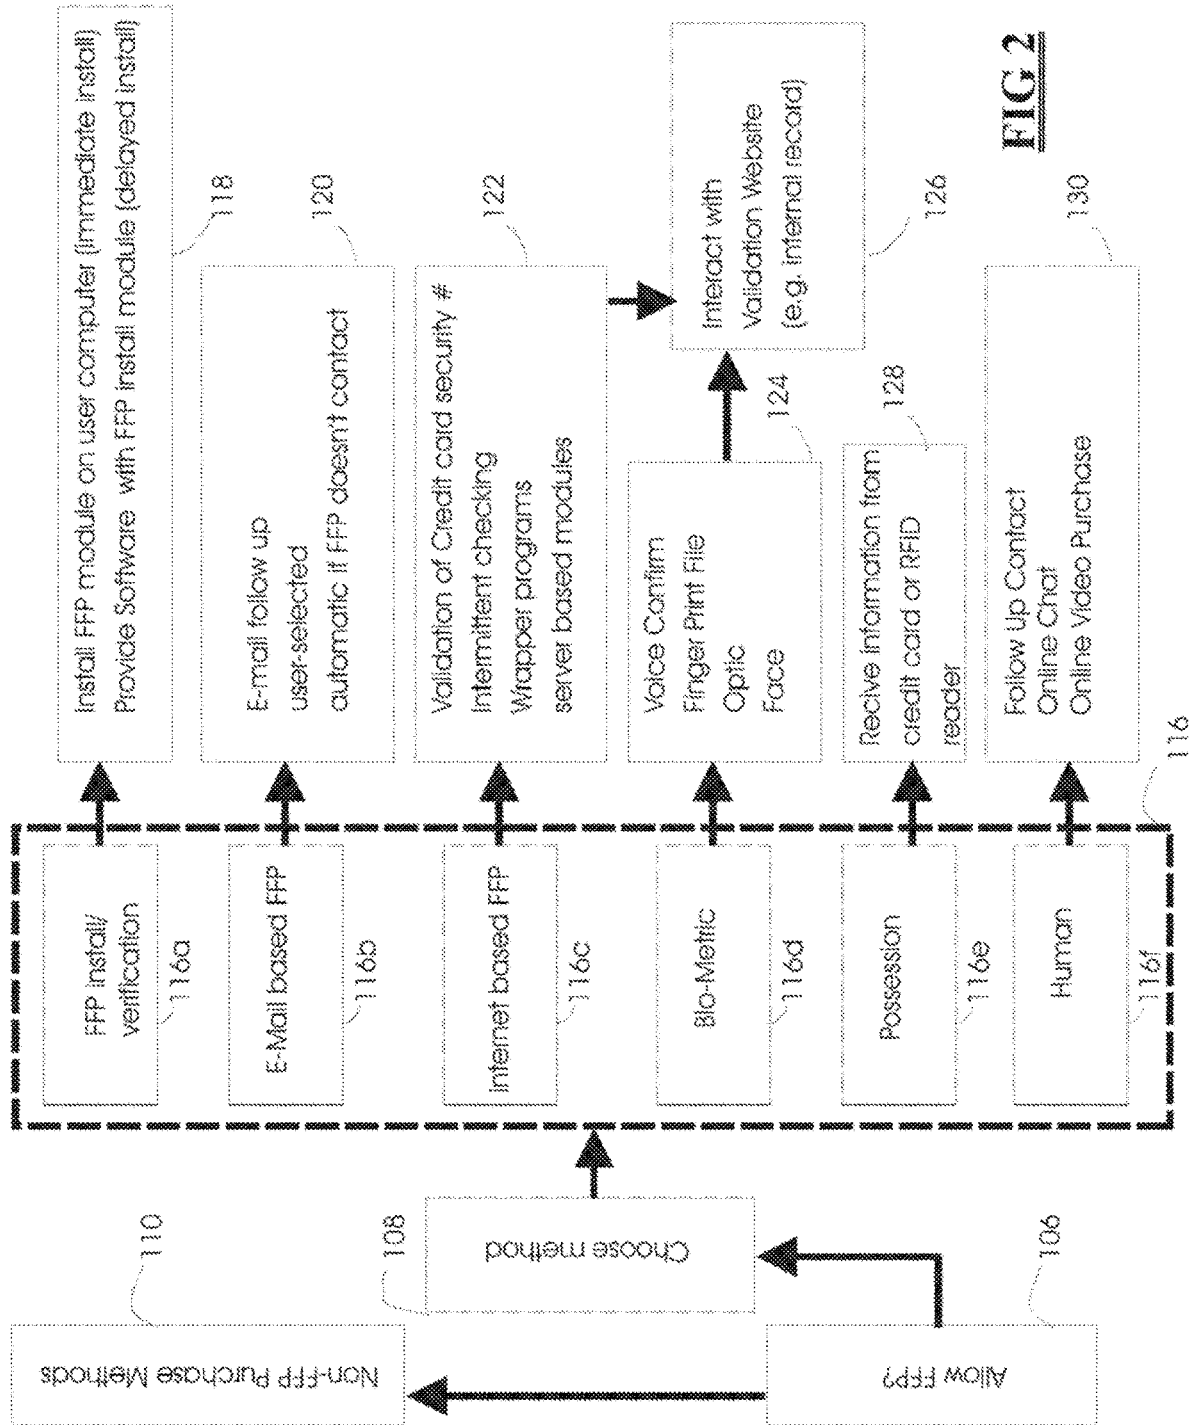 Non-FFP Purchase Methods
110
Allow FFP?
106
Choose method
108
FFP Install/
verification
116a
E-Mail based FFP
116b
Internet based FFP
116c
Bio-Metric
116d
Possession
116e
Human
116f
116
Install FFP module on user computer (immediate install)
Provide Software with FFP install module (delayed install)
118
E-mail follow up
user-selected
automatic if FFP doesn't contact
120
Validation of Credit card security #
Intermittent checking
Wrapper programs
server based modules
122
Voice Confirm
Finger Print File
Optic
Face
124
Interact with
Validation Website
(e.g. internal record)
126
Recive information from
credit card or RFID
reader
128
Follow Up Contact
Online Chat
Online Video Purchase
130
FIG 2